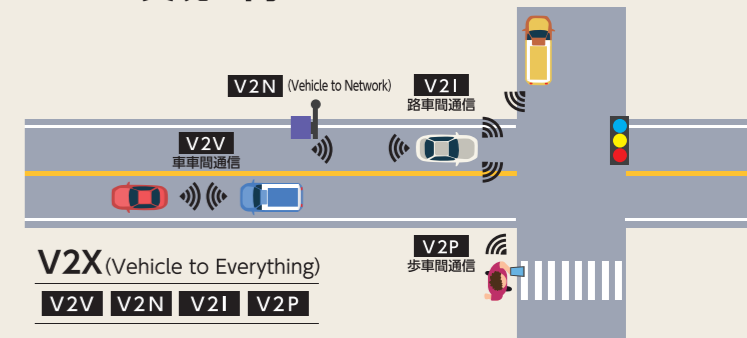 V2N (Vehicle to Network)
V2I
路車間通信
V2V
車車間通信
V2P
歩車間通信
V2X (Vehicle to Everything)
V2V V2N V2I V2P